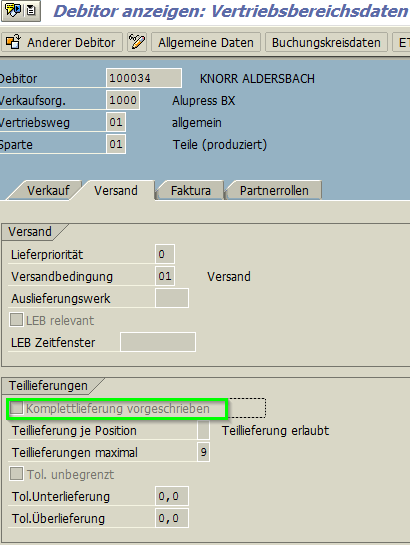 Debitor anzeigen: Vertriebsbereichsdaten
Anderer Debitor Allgemeine Daten Buchungskreisdaten ET
Debitor 100034 KNORR ALDERSBACH
Verkaufsorg. 1000 Alupress BX
Vertriebsweg 01 allgemein
Sparte 01 Teile (produziert)
Verkauf Versand Faktura Partnerrollen
Versand
Lieferpriorität 0
Versandbedingung 01 Versand
Auslieferungswerk
LEB relevant
LEB Zeitfenster
Teillieferungen
Komplettlieferung vorgeschrieben
Teillieferung je Position Teillieferung erlaubt
Teillieferungen maximal 9
Tol. unbegrenzt
Tol.Unterlieferung 0,0
Tol.Überlieferung 0,0